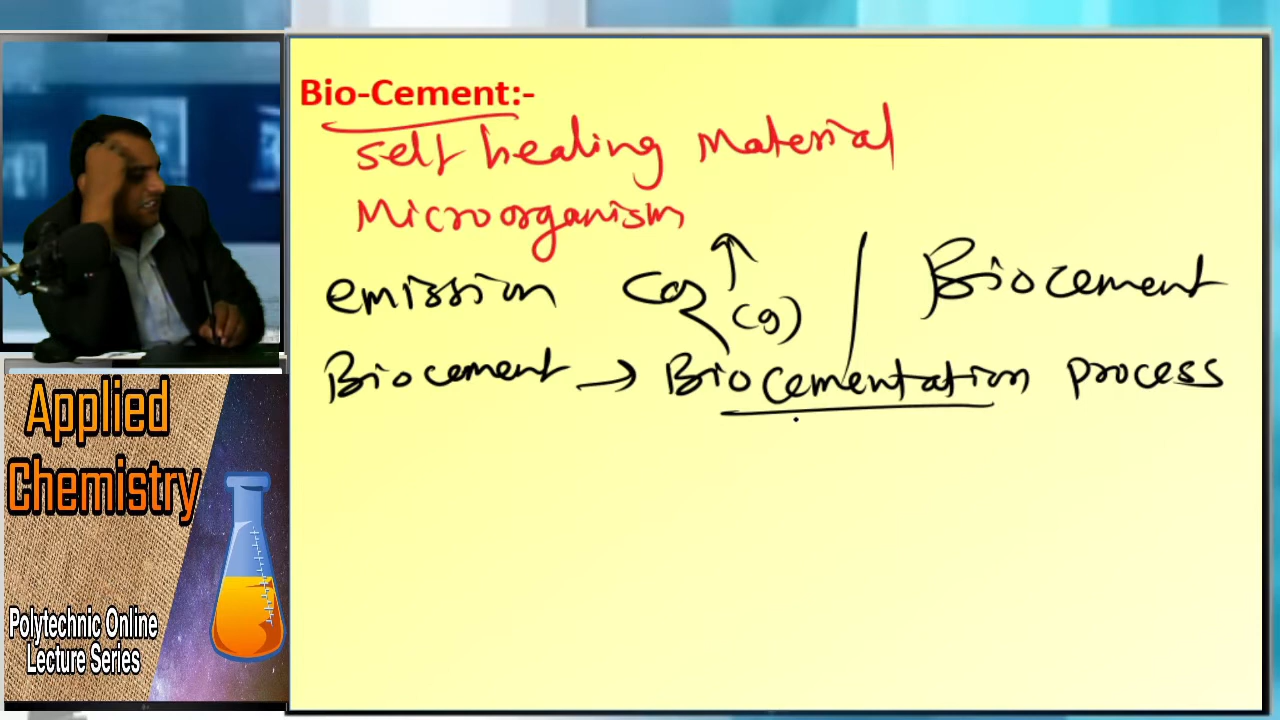 Bio-Cement:-
self healing Material
Microorganism
emission CO2(g) ↑ / Biocement
Biocement → Biocementation process
Applied
Chemistry
Polytechnic Online
Lecture Series